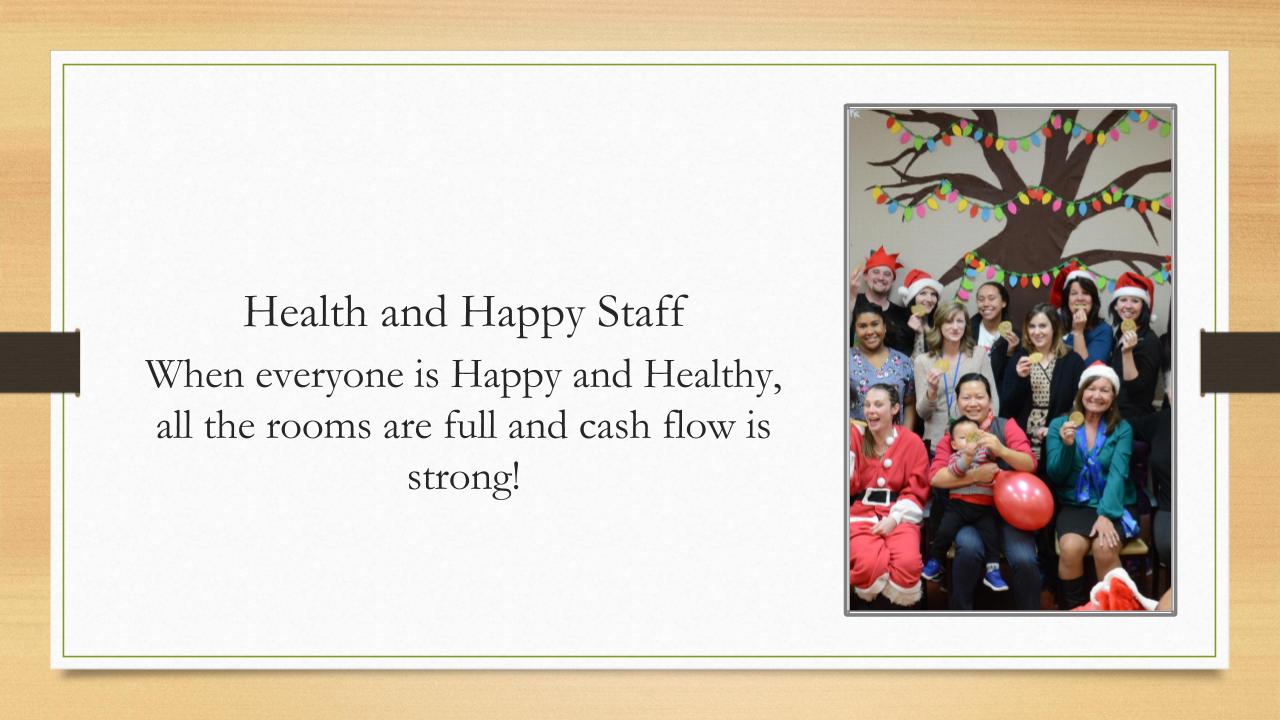 Health and Happy Staff
When everyone is Happy and Healthy,
all the rooms are full and cash flow is
strong!